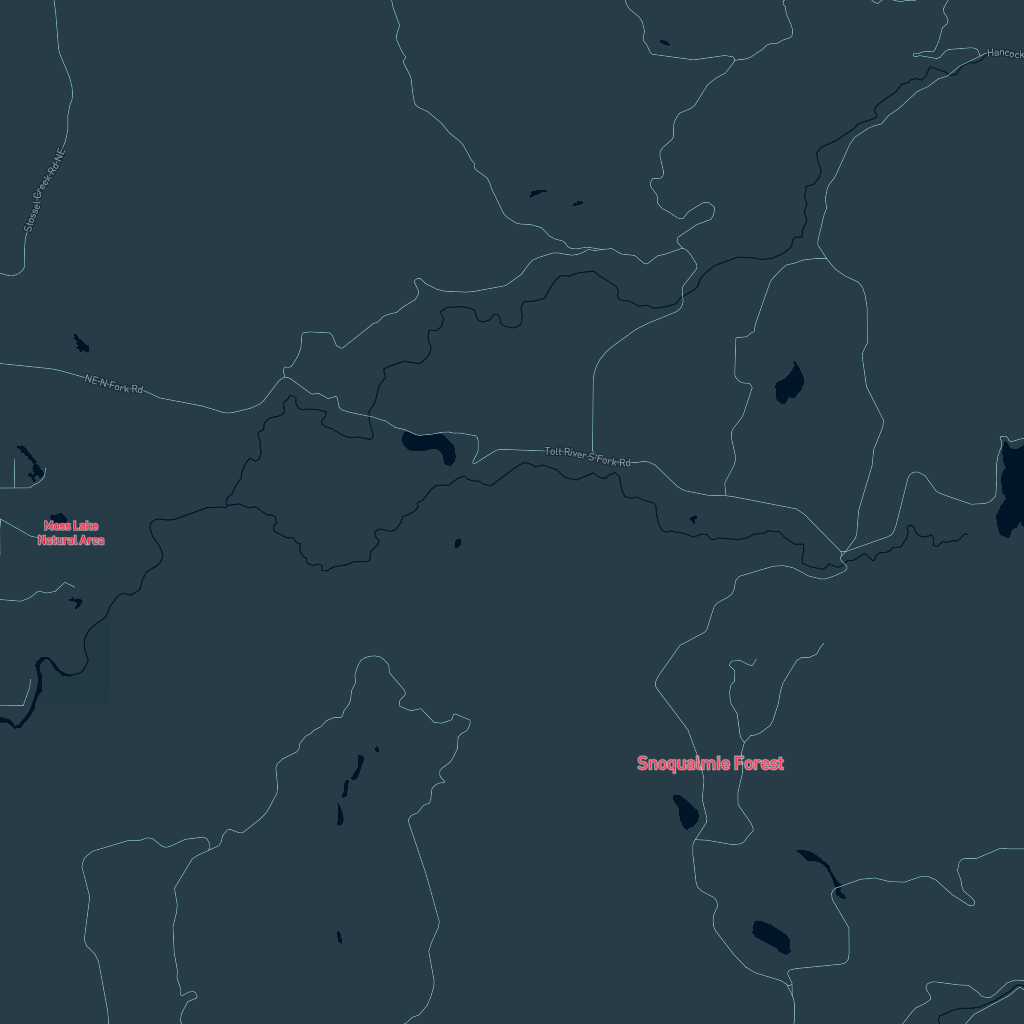 Hancock
Stossel Creek Rd NE
NE N Fork Rd
Tolt River S Fork Rd
Moss Lake
Natural Area
Snoqualmie Forest